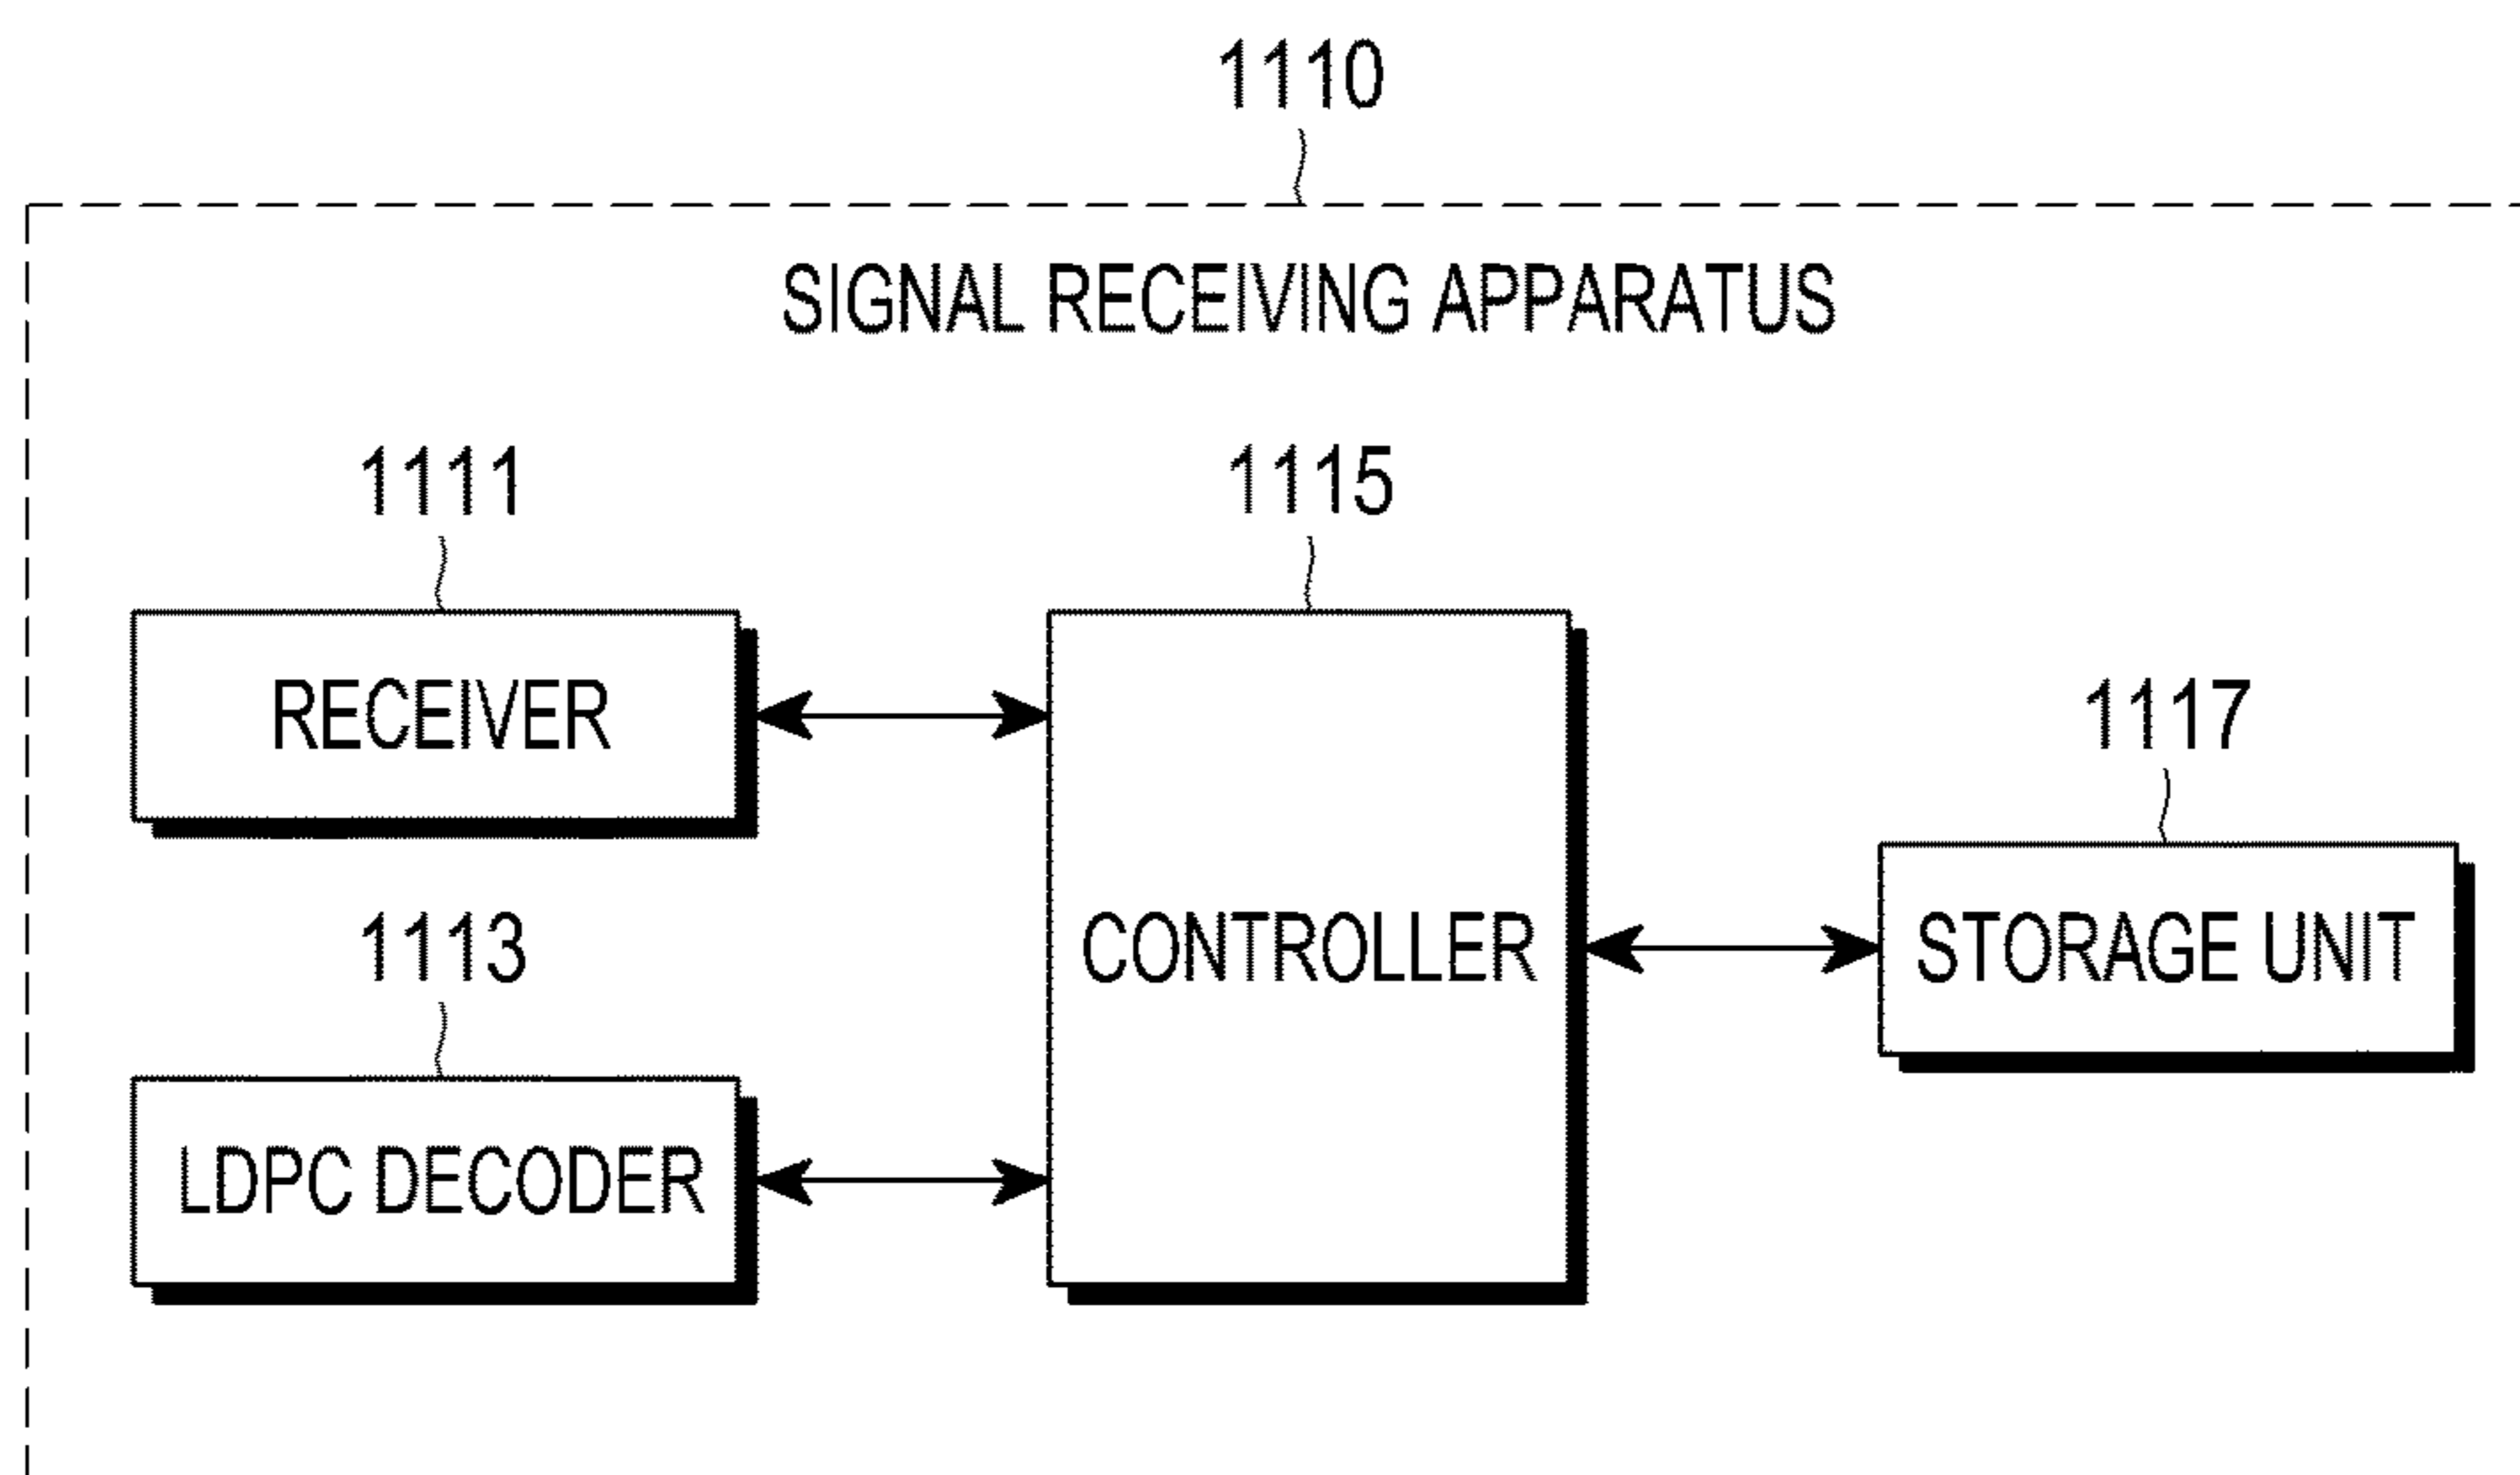 1110
SIGNAL RECEIVING APPARATUS
1111
1115
RECEIVER
1117
1113
CONTROLLER
STORAGE UNIT
LDPC DECODER